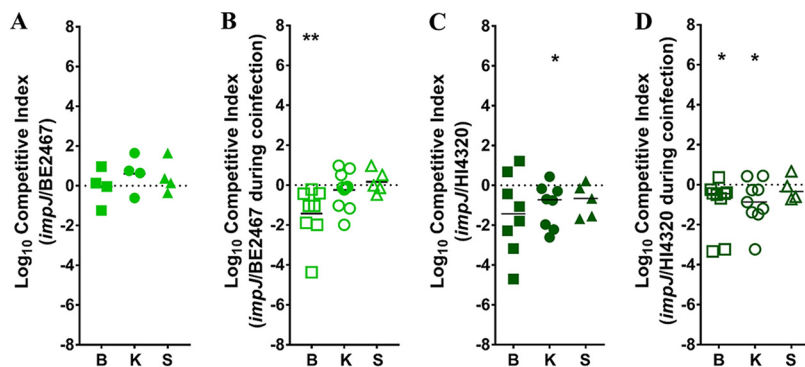 A
Log10 Competitive Index
(impJ/BE2467)
8
6
4
2
0
-2
-4
-6
-8
B K S
B
Log10 Competitive Index
(impJ/BE2467 during coinfection)
8
6
4
2
0
-2
-4
-6
-8
**
B K S
C
Log10 Competitive Index
(impJ/HI4320)
8
6
4
2
0
-2
-4
-6
-8
*
B K S
D
Log10 Competitive Index
(impJ/HI4320 during coinfection)
8
6
4
2
0
-2
-4
-6
-8
* *
B K S